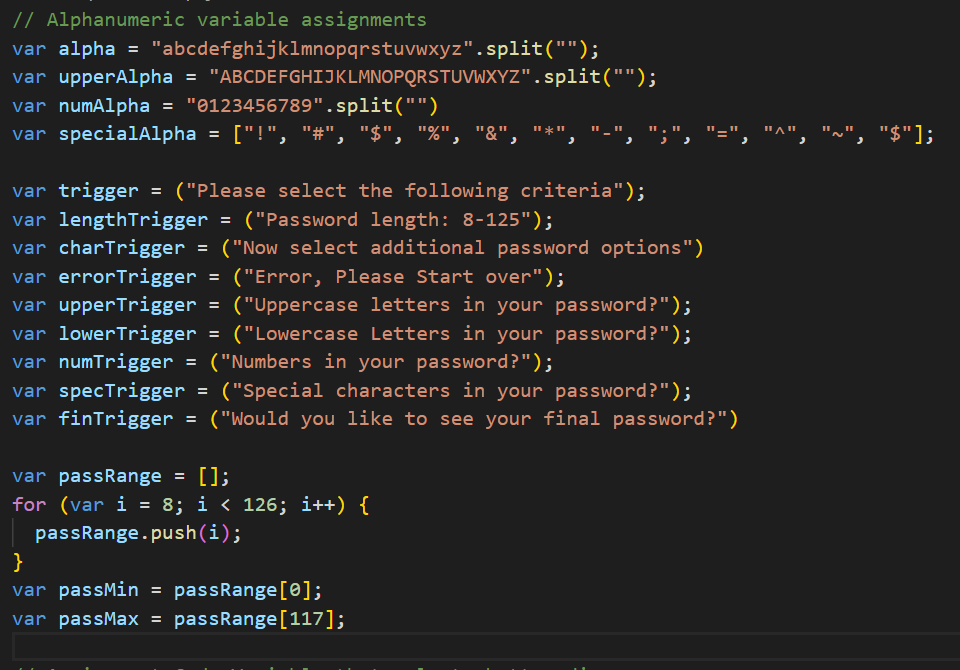 // Alphanumeric variable assignments
var alpha = "abcdefghijklmnopqrstuvwxyz".split("");
var upperAlpha = "ABCDEFGHIJKLMNOPQRSTUVWXYZ".split("");
var numAlpha = "0123456789".split("")
var specialAlpha = ["!", "#", "$", "%", "&", "*", "-", ";", "=", "^", "~", "$"];
var trigger = ("Please select the following criteria");
var lengthTrigger = ("Password length: 8-125");
var charTrigger = ("Now select additional password options")
var errorTrigger = ("Error, Please Start over");
var upperTrigger = ("Uppercase letters in your password?");
var lowerTrigger = ("Lowercase Letters in your password?");
var numTrigger = ("Numbers in your password?");
var specTrigger = ("Special characters in your password?");
var finTrigger = ("Would you like to see your final password?")
var passRange = [];
for (var i = 8; i < 126; i++) {
  passRange.push(i);
}
var passMin = passRange[0];
var passMax = passRange[117];